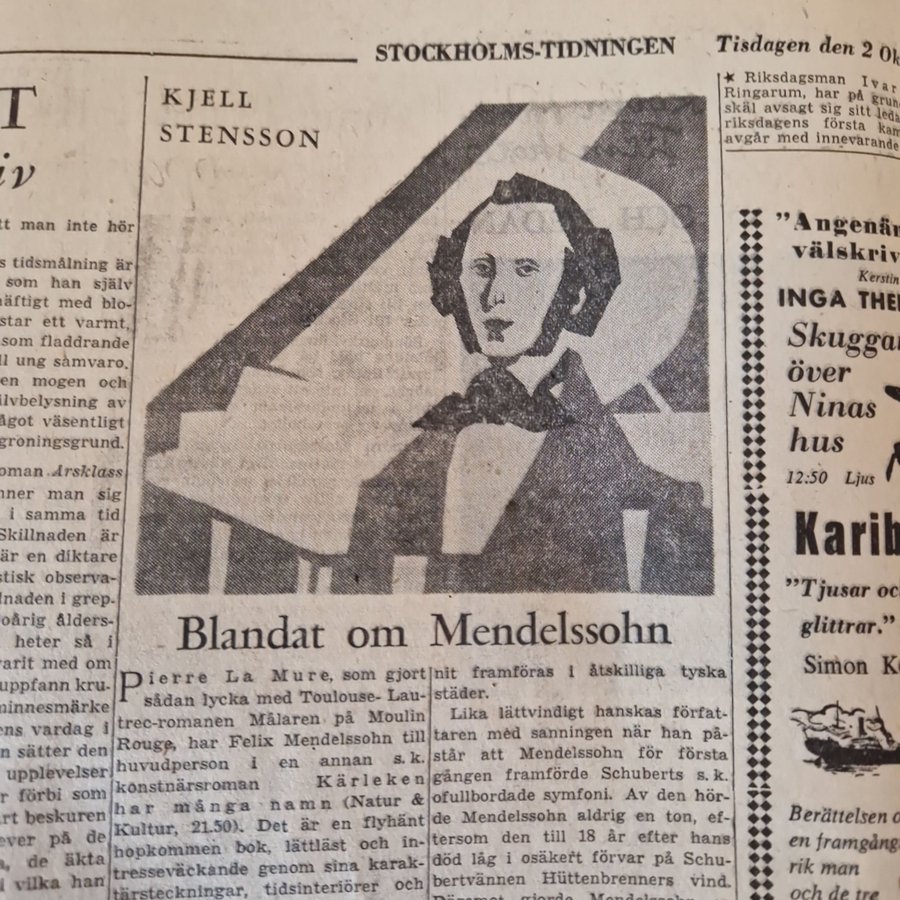 STOCKHOLMS-TIDNINGEN
Tisdagen den 2
T
iv
tt man inte hör
s tidsmålning är
som han själv
häftigt med blo-
star ett varmt,
som fladdrande
ll ung samvaro.
en mogen och
ilvbelysning av
ågot väsentligt
groningsgrund.
oman Årsklass
nner man sig
i samma tid
Skillnaden är
är en diktare
stisk observa-
lnaden i grep-
oårig ålders-
heter så i
varit med om
uppfann kru-
minnesmärke
ens vardag i
n sätter den
upplevelser
r förbi som
rt beskuren
ever på de
a, de äkta
i vilka han
KJELL
STENSSON
Blandat om Mendelssohn
Pierre La Mure, som gjort
sådan lycka med Toulouse- Lau-
trec-romanen Målaren på Moulin
Rouge, har Felix Mendelssohn till
huvudperson i en annan s.k.
konstnärsroman Kärleken
har många namn (Natur &
Kultur, 21.50). Det är en flyhänt
hopkommen bok, lättläst och in-
tresseväckande genom sina karak-
tärsteckningar, tidsinteriörer och
nit framföras i åtskilliga tyska
städer.
Lika lättvindigt hanskas förfat-
taren med sanningen när han på-
står att Mendelssohn för första
gången framförde Schuberts s.k.
ofullbordade symfoni. Av den hör-
de Mendelssohn aldrig en ton, ef-
tersom den till 18 år efter hans
död låg i osäkert förvar på Schu-
bertvännen Hüttenbrenners vind.
★ Riksdagsman Ivar
Ringarum, har på grun
skäl avsagt sig sitt leda
riksdagens första kam
avgår med innevarande
"Angenäm
välskriv
Kerstin
INGA THE
Skuggan
över
Ninas
hus
12:50 Ljus
Karib
"Tjusar oc
glittrar."
Simon K
Berättelsen o
en framgång
rik man
och de tre